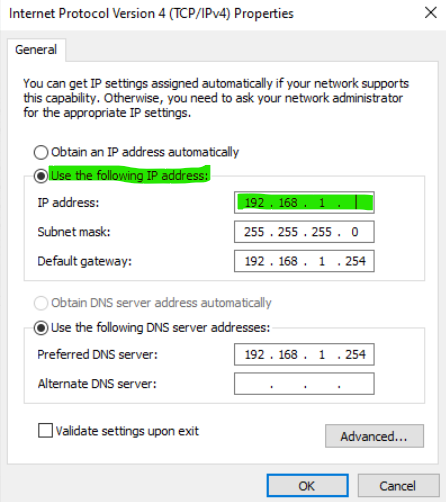 Internet Protocol Version 4 (TCP/IPv4) Properties
General
You can get IP settings assigned automatically if your network supports
this capability. Otherwise, you need to ask your network administrator
for the appropriate IP settings.
Obtain an IP address automatically
Use the following IP address:
IP address: 192 . 168 . 1 .
Subnet mask: 255 . 255 . 255 . 0
Default gateway: 192 . 168 . 1 . 254
Obtain DNS server address automatically
Use the following DNS server addresses:
Preferred DNS server: 192 . 168 . 1 . 254
Alternate DNS server: . . .
Validate settings upon exit
Advanced...
OK Cancel